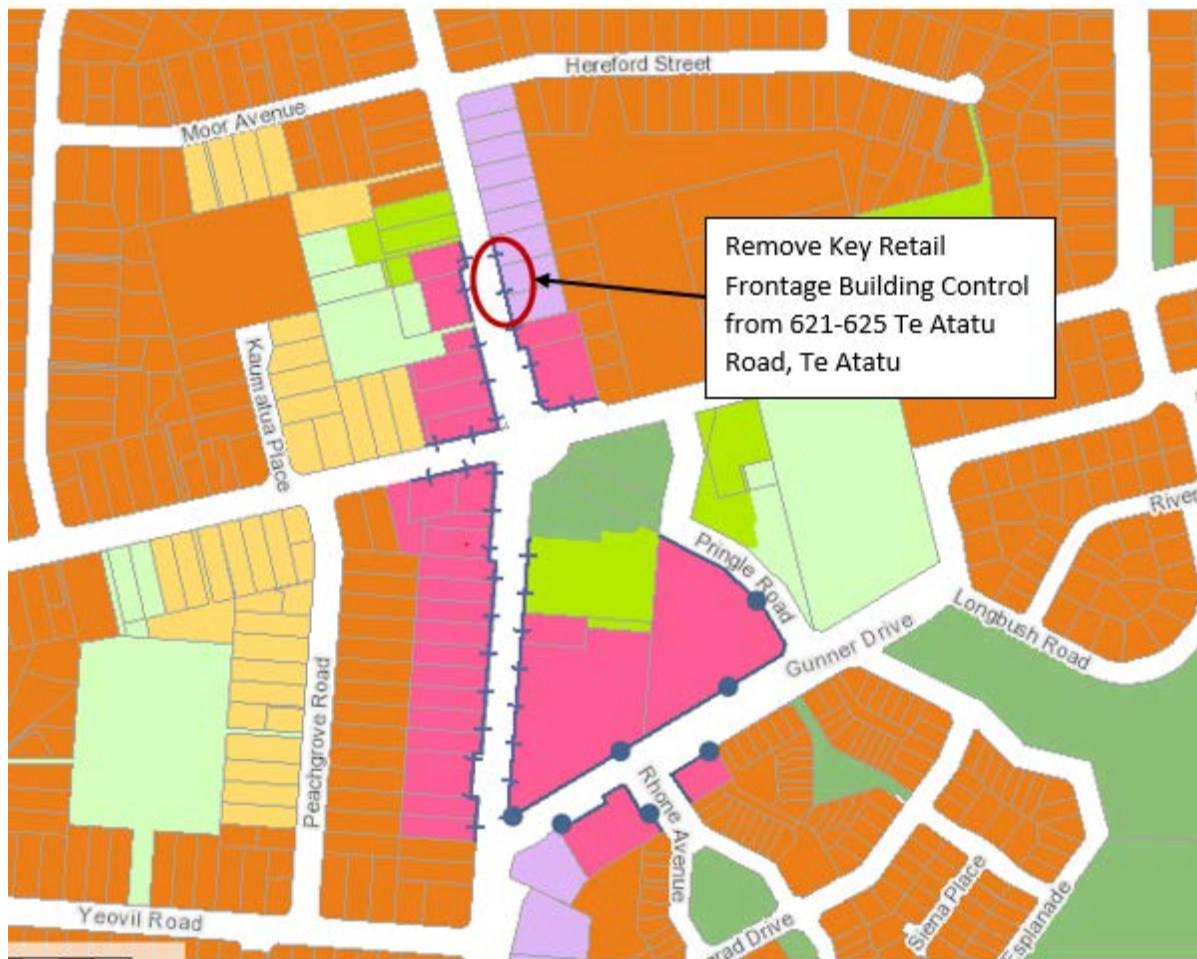 Hereford Street
Moor Avenue
Remove Key Retail
Frontage Building Control
from 621-625 Te Atatu
Road, Te Atatu
Kaumatua Place
River
Pringle Road
Longbush Road
Gunner Drive
Peachgrove Road
Rhone Avenue
Siena Place
Esplanade
rad Drive
Yeovil Road